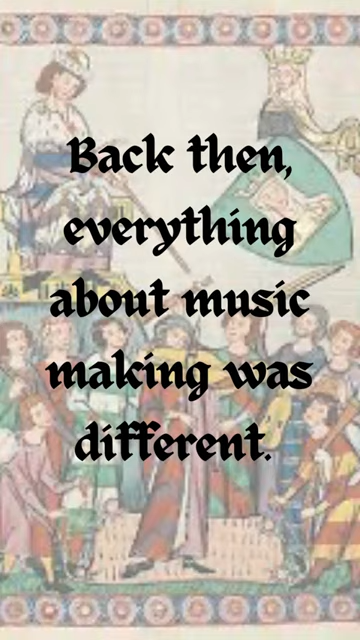 Back then,
everything
about music
making was
different.